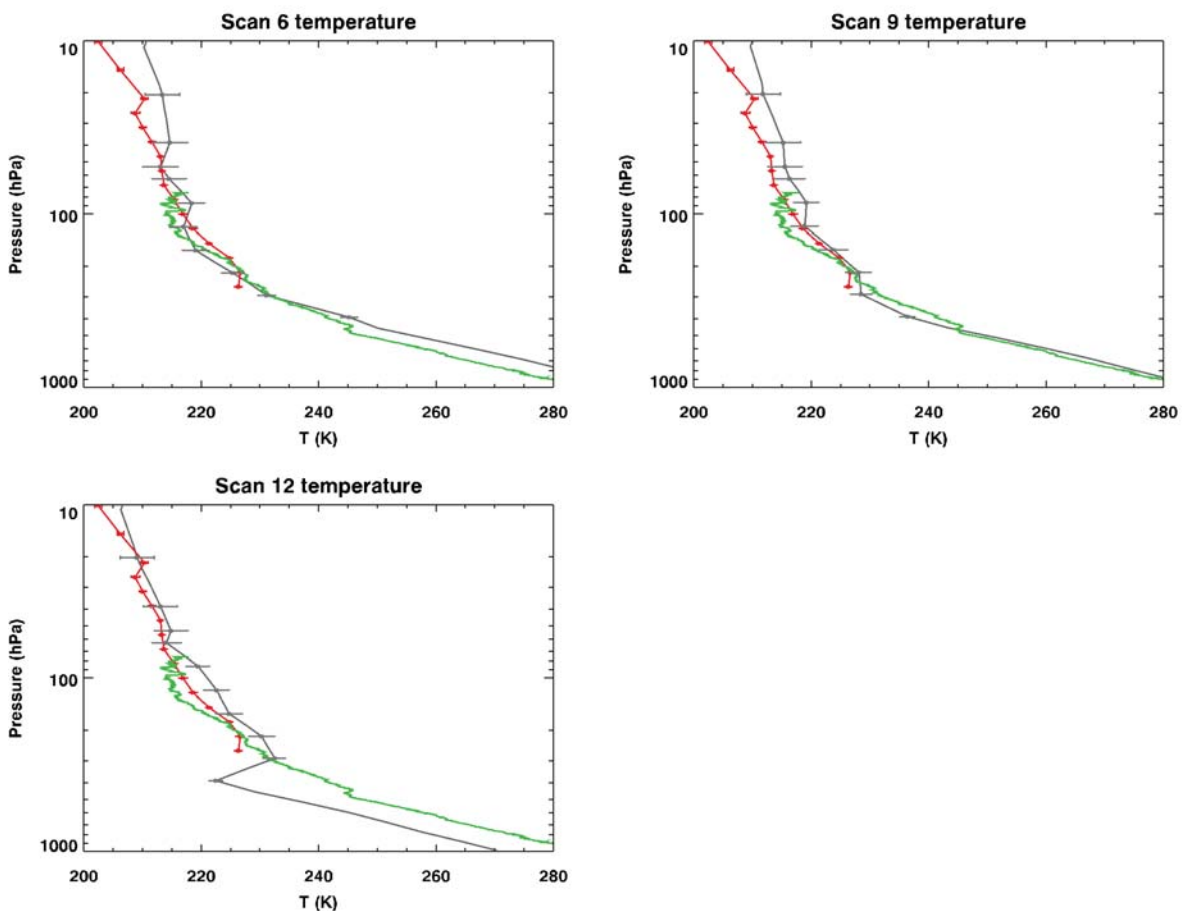 Scan 6 temperature
10
100
1000
Pressure (hPa)
200 220 240 260 280
T (K)
Scan 9 temperature
10
100
1000
Pressure (hPa)
200 220 240 260 280
T (K)
Scan 12 temperature
10
100
1000
Pressure (hPa)
200 220 240 260 280
T (K)